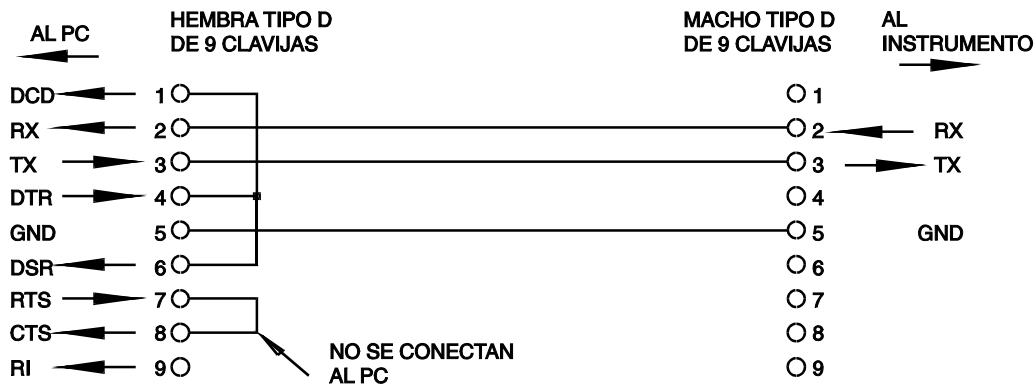 AL PC
HEMBRA TIPO D
DE 9 CLAVIJAS
MACHO TIPO D
DE 9 CLAVIJAS
AL
INSTRUMENTO
DCD 1 1
RX 2 2 RX
TX 3 3 TX
DTR 4 4
GND 5 5 GND
DSR 6 6
RTS 7 7
CTS 8 8
RI 9 9
NO SE CONECTAN
AL PC